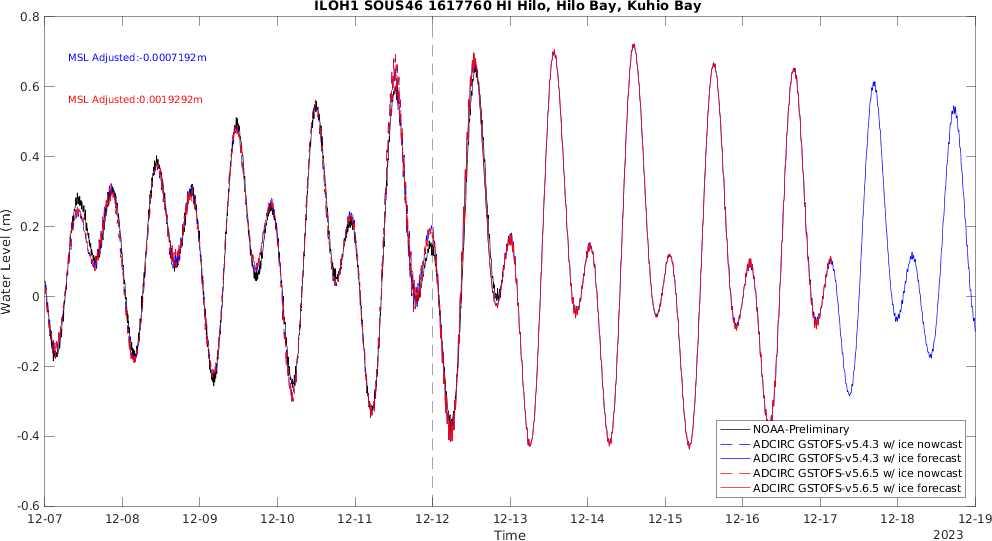 ILOH1 SOUS46 1617760 HI Hilo, Hilo Bay, Kuhio Bay
0.8
MSL Adjusted:-0.0007192m
0.6
MSL Adjusted:0.0019292m
0.4
0.2
Water Level (m)
0
-0.2
-0.4
-0.6
NOAA-Preliminary
ADCIRC GSTOFS-v5.4.3 w/ ice nowcast
ADCIRC GSTOFS-v5.4.3 w/ ice forecast
ADCIRC GSTOFS-v5.6.5 w/ ice nowcast
ADCIRC GSTOFS-v5.6.5 w/ ice forecast
12-07 12-08 12-09 12-10 12-11 12-12 12-13 12-14 12-15 12-16 12-17 12-18 12-19
Time
2023